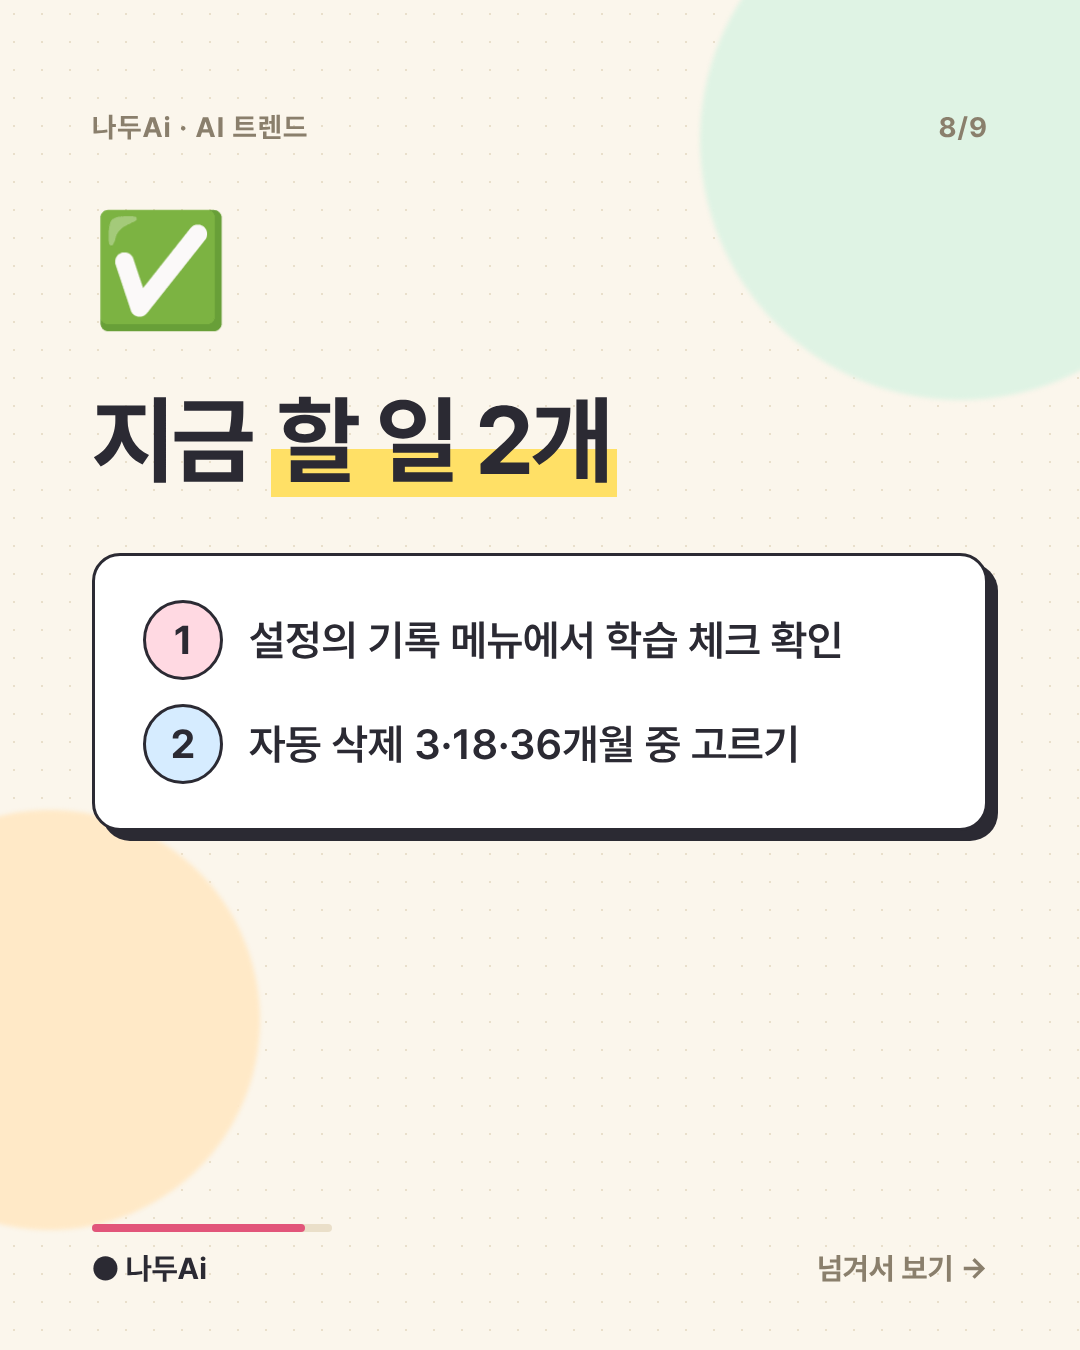 나두Ai · AI 트렌드
8/9
✅
지금 할 일 2개
1 설정의 기록 메뉴에서 학습 체크 확인
2 자동 삭제 3·18·36개월 중 고르기
● 나두Ai
넘겨서 보기 →